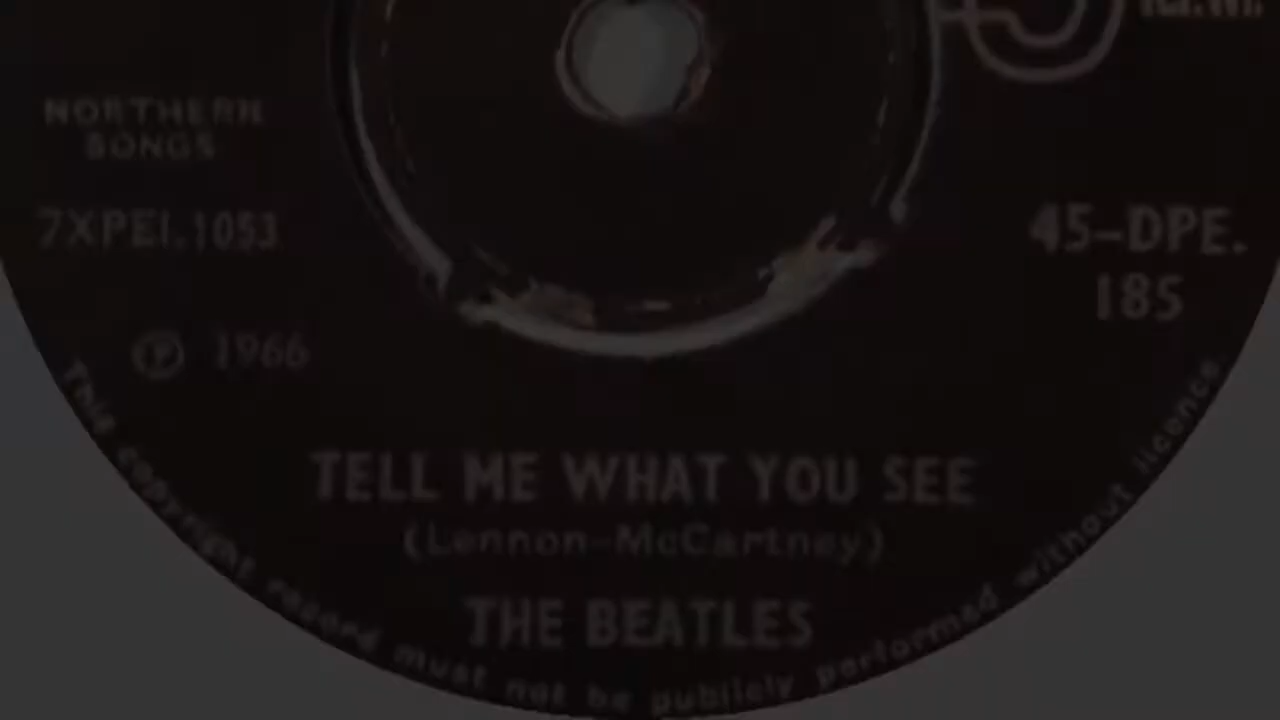 NORTHERN
SONGS
7XPEI.1053
45-DPE.
185
Ⓟ 1966
TELL ME WHAT YOU SEE
(Lennon-McCartney)
THE BEATLES
This copyright record must not be publicly performed without licence.